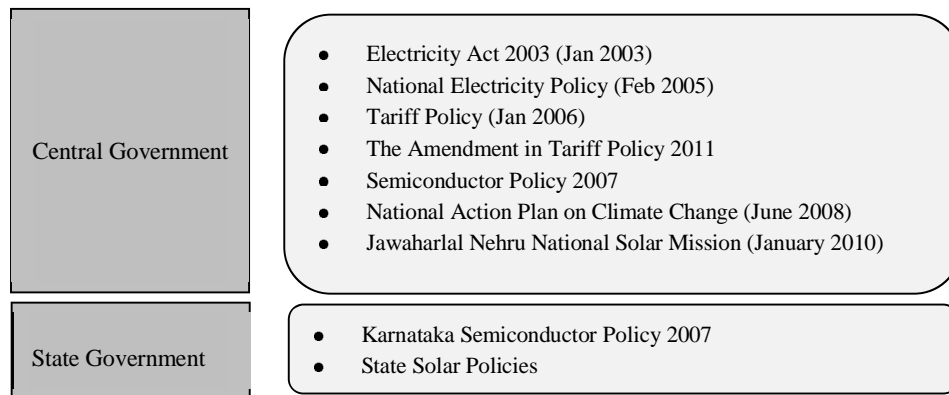 Central Government
● Electricity Act 2003 (Jan 2003)
● National Electricity Policy (Feb 2005)
● Tariff Policy (Jan 2006)
● The Amendment in Tariff Policy 2011
● Semiconductor Policy 2007
● National Action Plan on Climate Change (June 2008)
● Jawaharlal Nehru National Solar Mission (January 2010)
State Government
● Karnataka Semiconductor Policy 2007
● State Solar Policies